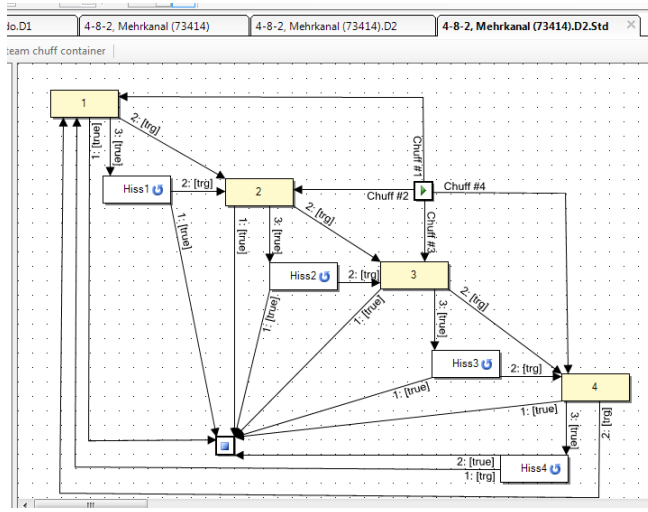 do.D1
4-8-2, Mehrkanal (73414)
4-8-2, Mehrkanal (73414).D2
4-8-2, Mehrkanal (73414).D2.Std
team chuff container
1
2: [trg]
Chuff #1
1: [true]
3: [true]
Hiss1
2: [trg]
2
Chuff #2
Chuff #4
1: [true]
1: [true]
3: [true]
2: [trg]
Chuff #3
Hiss2
2: [trg]
3
1: [true]
1: [true]
3: [true]
2: [trg]
Hiss3
2: [trg]
4
1: [true]
1: [true]
3: [true]
2: [trg]
2: [true]
1: [trg]
Hiss4